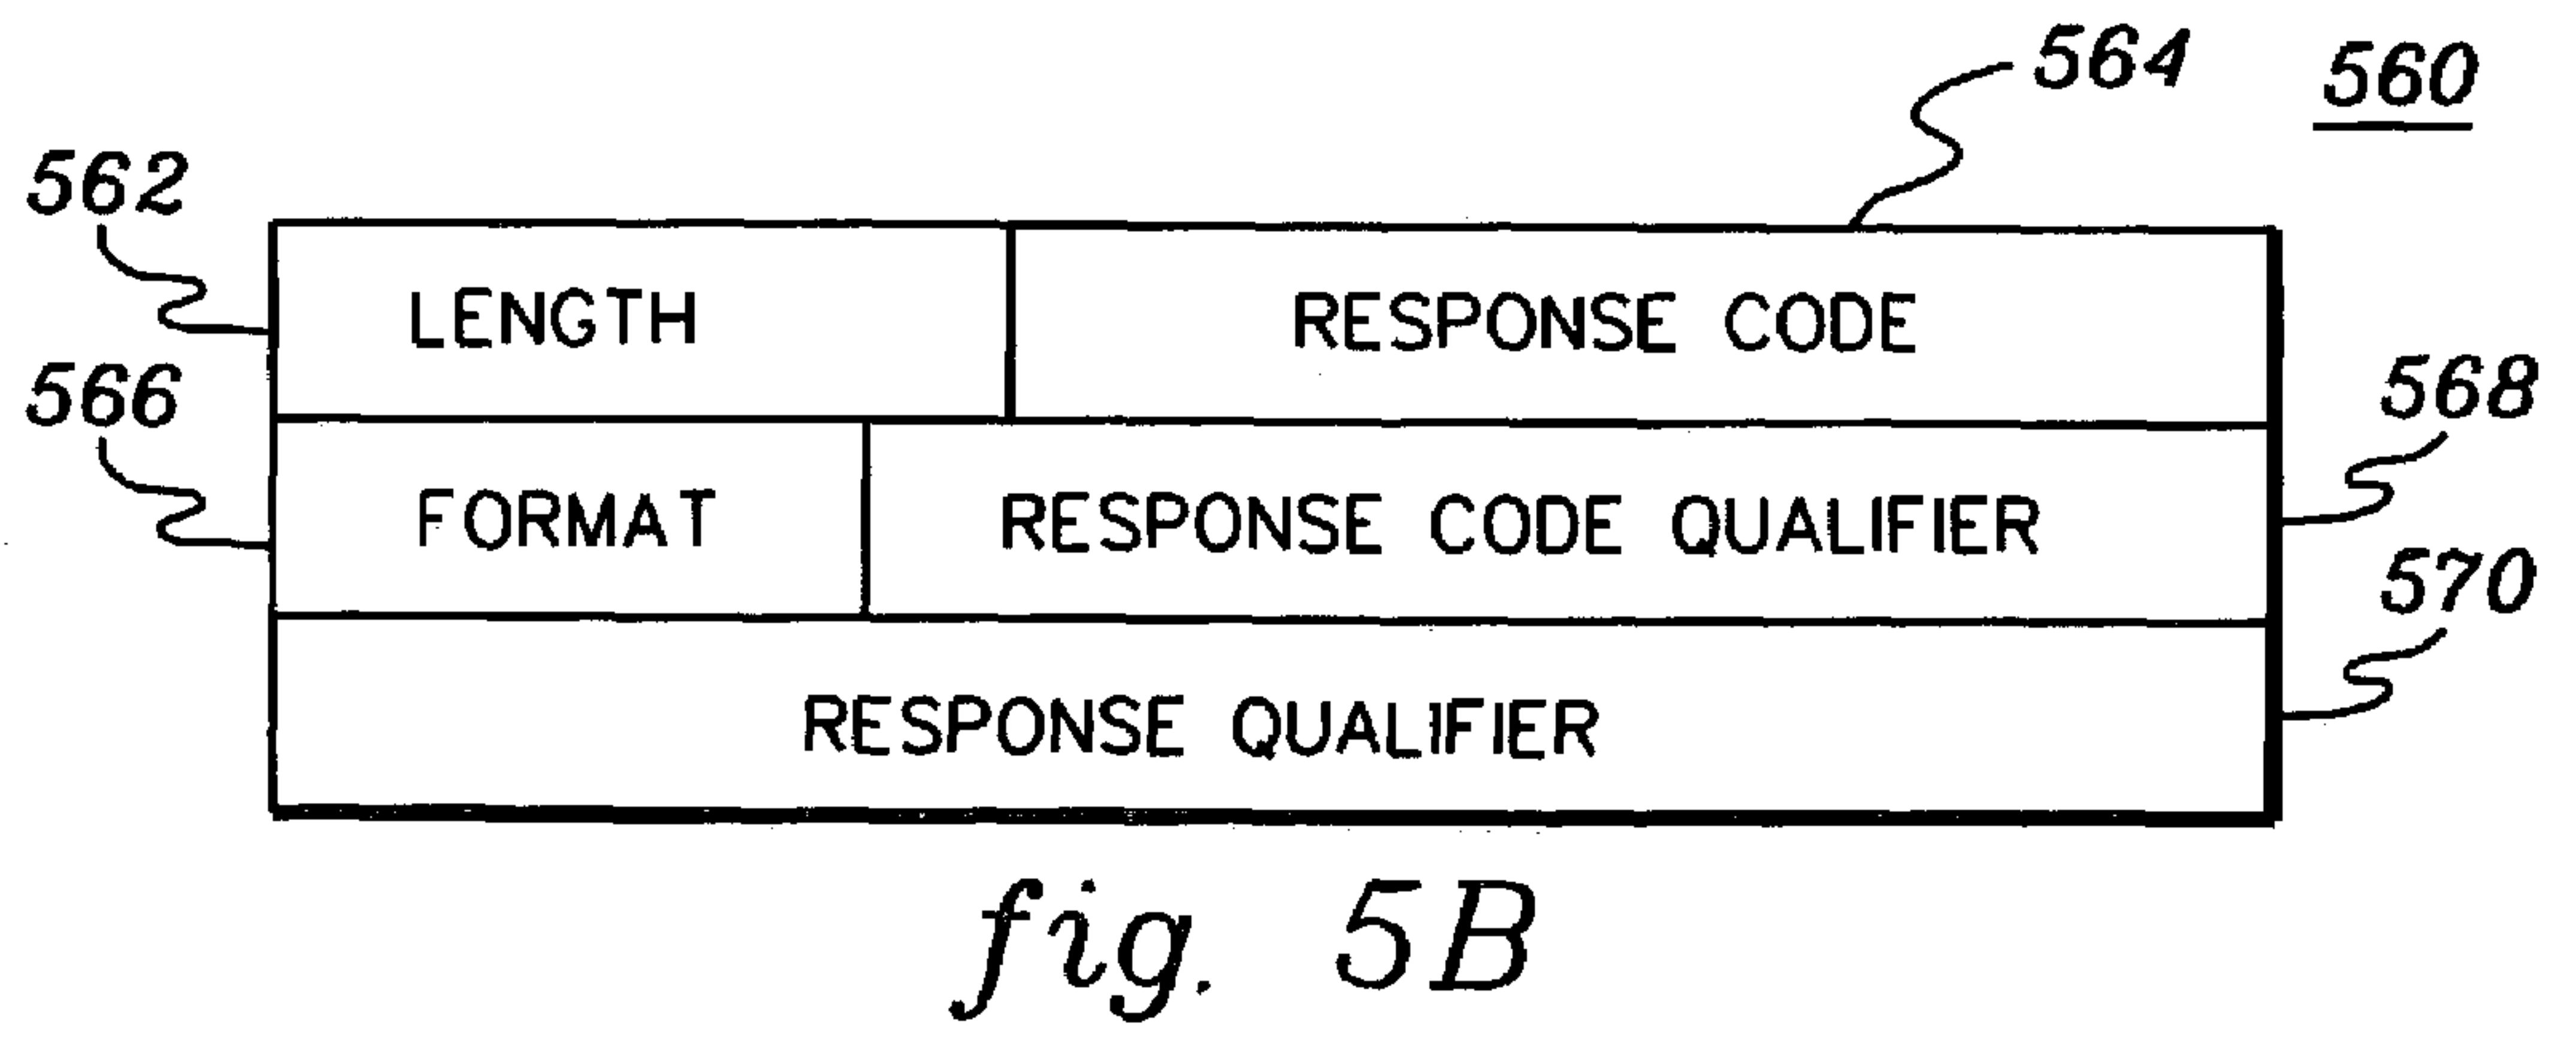 564 560
562
LENGTH RESPONSE CODE
566 568
FORMAT RESPONSE CODE QUALIFIER
570
RESPONSE QUALIFIER
fig. 5B